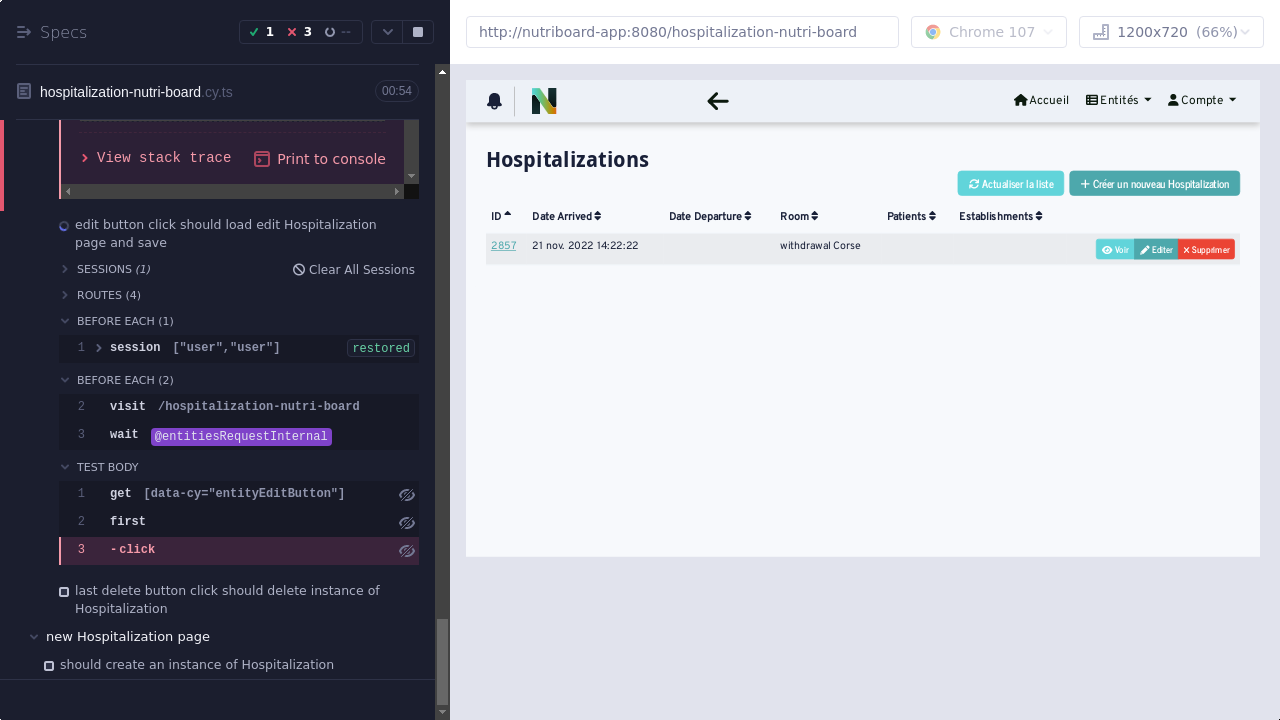 Specs
1
3
--
hospitalization-nutri-board.cy.ts
00:54
View stack trace
Print to console
edit button click should load edit Hospitalization
page and save
SESSIONS (1)
Clear All Sessions
ROUTES (4)
BEFORE EACH (1)
1 session ["user","user"] restored
BEFORE EACH (2)
2 visit /hospitalization-nutri-board
3 wait @entitiesRequestInternal
TEST BODY
1 get [data-cy="entityEditButton"]
2 first
3 -click
last delete button click should delete instance of
Hospitalization
new Hospitalization page
should create an instance of Hospitalization
http://nutriboard-app:8080/hospitalization-nutri-board
Chrome 107
1200x720 (66%)
N
Accueil
Entités
Compte
Hospitalizations
Actualiser la liste
Créer un nouveau Hospitalization
ID Date Arrived Date Departure Room Patients Establishments
2857 21 nov. 2022 14:22:22 withdrawal Corse Voir Editer Supprimer